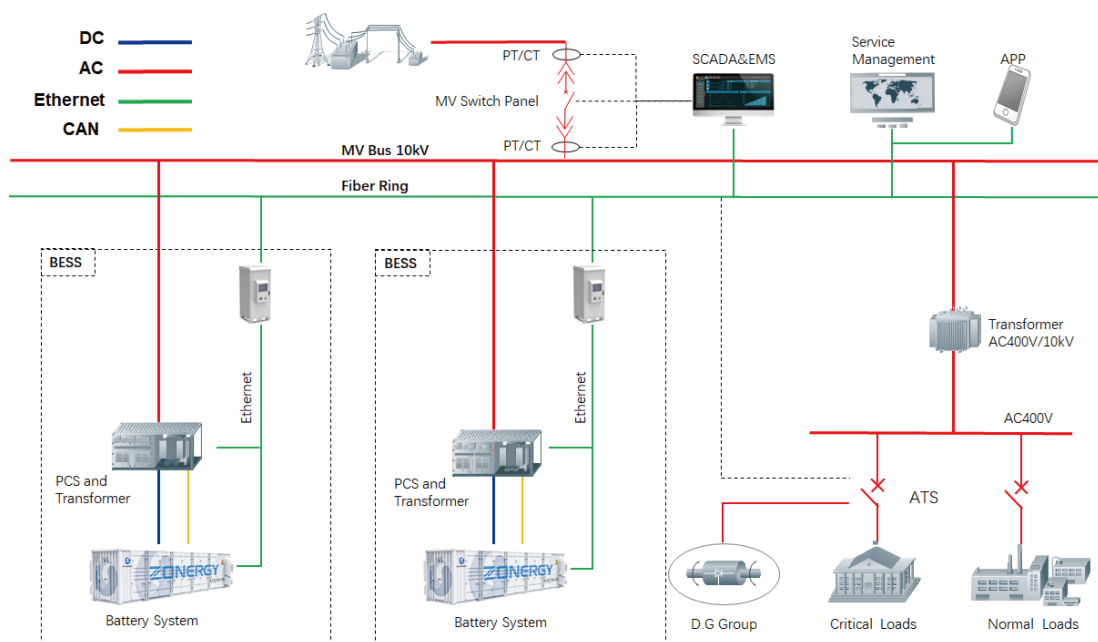 DC
AC
Ethernet
CAN
PT/CT
MV Switch Panel
PT/CT
SCADA&EMS
Service
Management
APP
MV Bus 10kV
Fiber Ring
BESS
Ethernet
PCS and
Transformer
ZONERGY
Battery System
BESS
Ethernet
PCS and
Transformer
ZONERGY
Battery System
Transformer
AC400V/10kV
AC400V
ATS
D.G Group
Critical Loads
Normal Loads